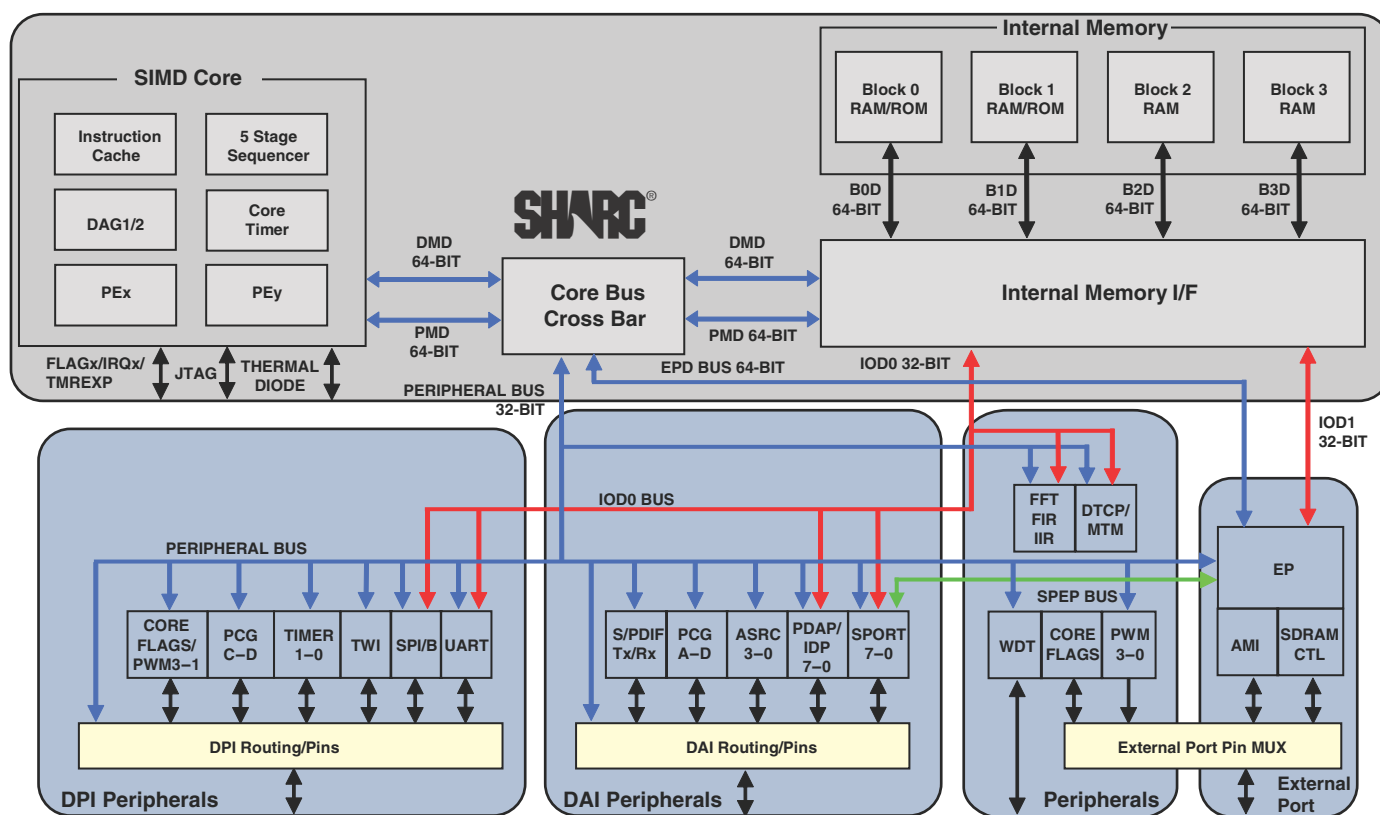 Internal Memory
SIMD Core
Block 0
RAM/ROM
Block 1
RAM/ROM
Block 2
RAM
Block 3
RAM
Instruction
Cache
5 Stage
Sequencer
DAG1/2
Core
Timer
PEx
PEy
SHARC®
B0D
64-BIT
B1D
64-BIT
B2D
64-BIT
B3D
64-BIT
DMD
64-BIT
DMD
64-BIT
Core Bus
Cross Bar
Internal Memory I/F
PMD
64-BIT
PMD 64-BIT
FLAGx/IRQx/
TMREXP
JTAG
THERMAL
DIODE
EPD BUS 64-BIT
IOD0 32-BIT
PERIPHERAL BUS
32-BIT
IOD1
32-BIT
IOD0 BUS
FFT
FIR
IIR
DTCP/
MTM
PERIPHERAL BUS
EP
SPEP BUS
CORE
FLAGS/
PWM3–1
PCG
C–D
TIMER
1–0
TWI
SPI/B
UART
S/PDIF
Tx/Rx
PCG
A–D
ASRC
3–0
PDAP/
IDP
7–0
SPORT
7–0
WDT
CORE
FLAGS
PWM
3–0
AMI
SDRAM
CTL
DPI Routing/Pins
DAI Routing/Pins
External Port Pin MUX
DPI Peripherals
DAI Peripherals
Peripherals
External
Port